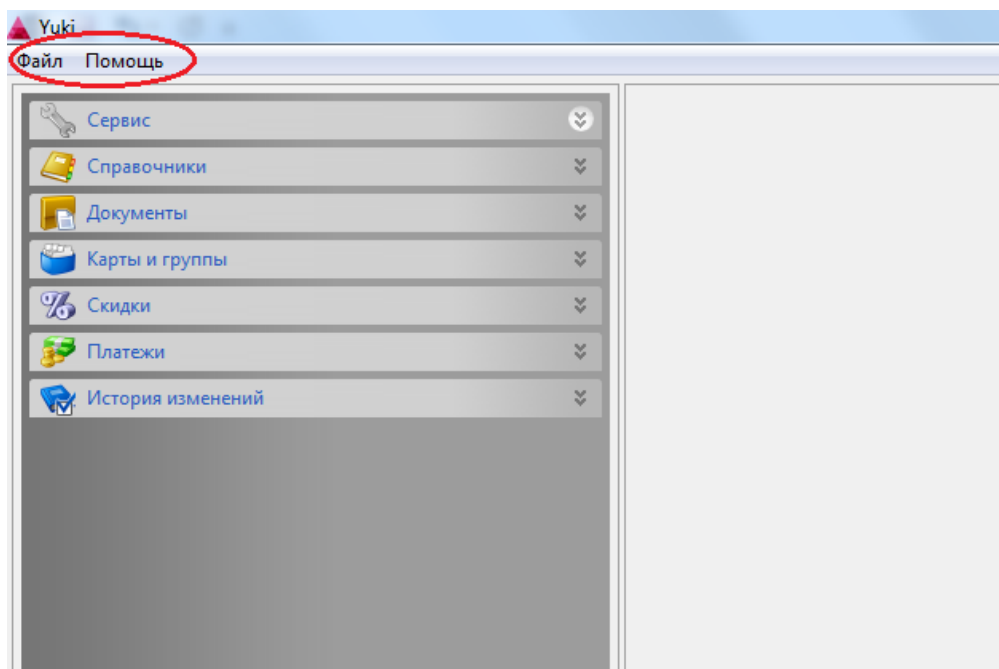 Yuki
Файл Помощь
Сервис
Справочники
Документы
Карты и группы
Скидки
Платежи
История изменений